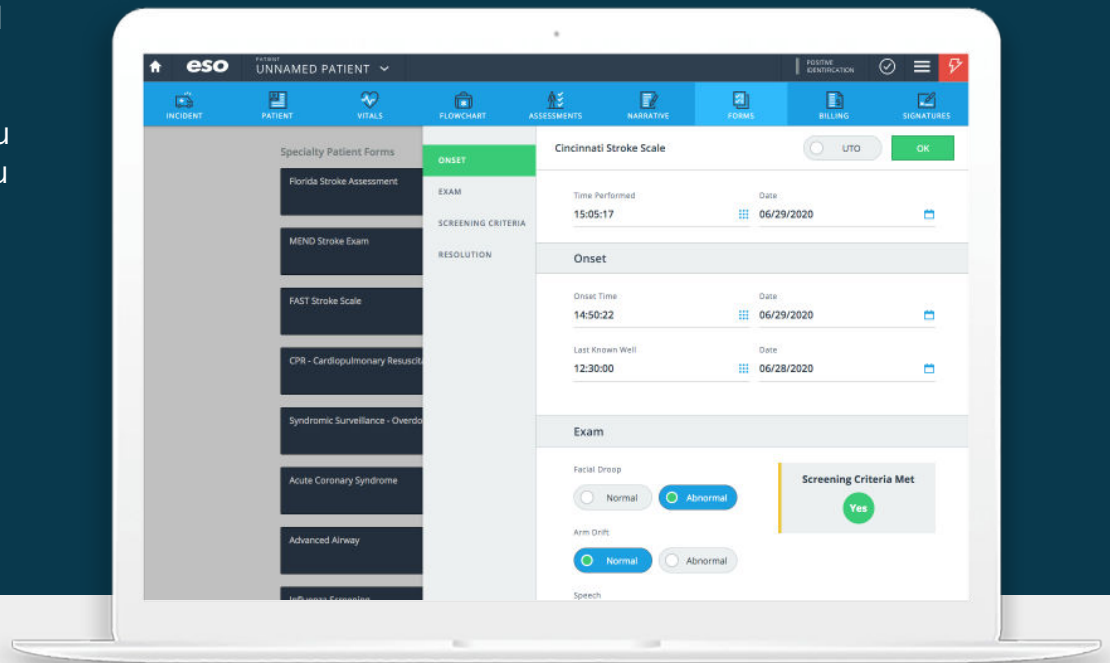 u
u
eso
PATIENT
UNNAMED PATIENT
POSITIVE
IDENTIFICATION
INCIDENT
PATIENT
VITALS
FLOWCHART
ASSESSMENTS
NARRATIVE
FORMS
BILLING
SIGNATURES
Specialty Patient Forms
Florida Stroke Assessment
MEND Stroke Exam
FAST Stroke Scale
CPR - Cardiopulmonary Resuscit
Syndromic Surveillance - Overdo
Acute Coronary Syndrome
Advanced Airway
Influenza Screening
ONSET
EXAM
SCREENING CRITERIA
RESOLUTION
Cincinnati Stroke Scale
UTO
OK
Time Performed
Date
15:05:17
06/29/2020
Onset
Onset Time
Date
14:50:22
06/29/2020
Last Known Well
Date
12:30:00
06/28/2020
Exam
Facial Droop
Normal
Abnormal
Screening Criteria Met
Yes
Arm Drift
Normal
Abnormal
Speech